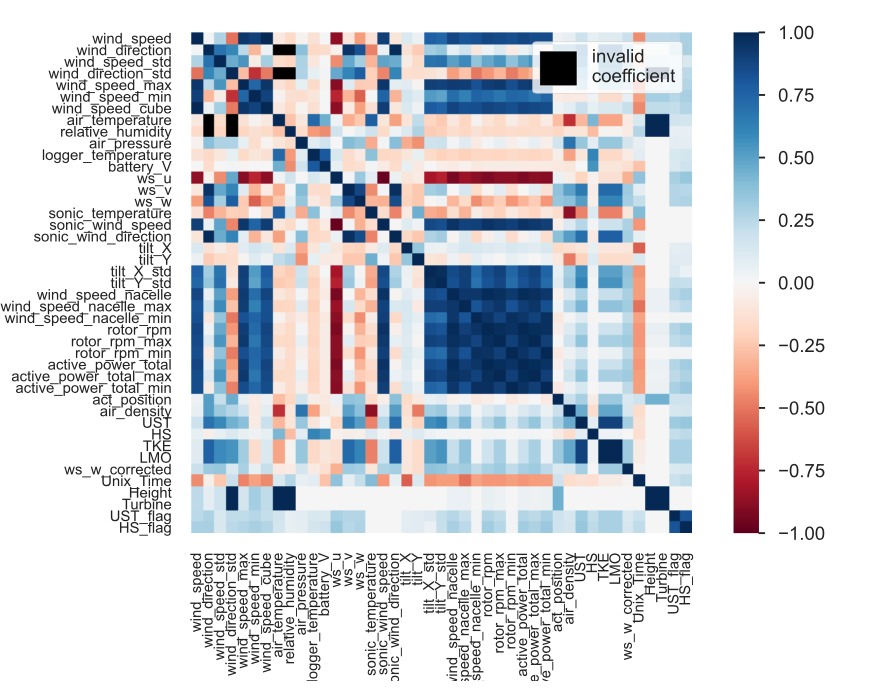 wind_speed
wind_direction
wind_speed_std
wind_direction_std
wind_speed_max
wind_speed_min
wind_speed_cube
air_temperature
relative_humidity
air_pressure
logger_temperature
battery_V
ws_u
ws_v
ws_w
sonic_temperature
sonic_wind_speed
sonic_wind_direction
tilt_X
tilt_Y
tilt_X_std
tilt_Y_std
wind_speed_nacelle
wind_speed_nacelle_max
wind_speed_nacelle_min
rotor_rpm
rotor_rpm_max
rotor_rpm_min
active_power_total
active_power_total_max
active_power_total_min
act_position
air_density
UST
HS
TKE
LMO
ws_w_corrected
Unix_Time
Height
Turbine
UST_flag
HS_flag
invalid
coefficient
1.00
0.75
0.50
0.25
0.00
−0.25
−0.50
−0.75
−1.00
wind_speed
wind_direction
wind_speed_std
wind_direction_std
wind_speed_max
wind_speed_min
wind_speed_cube
air_temperature
relative_humidity
air_pressure
logger_temperature
battery_V
ws_u
ws_v
ws_w
sonic_temperature
sonic_wind_speed
onic_wind_direction
tilt_X
tilt_Y
tilt_X_std
tilt_Y_std
wind_speed_nacelle
speed_nacelle_max
speed_nacelle_min
rotor_rpm
rotor_rpm_max
rotor_rpm_min
active_power_total
e_power_total_max
ve_power_total_min
act_position
air_density
UST
HS
TKE
LMO
ws_w_corrected
Unix_Time
Height
Turbine
UST_flag
HS_flag